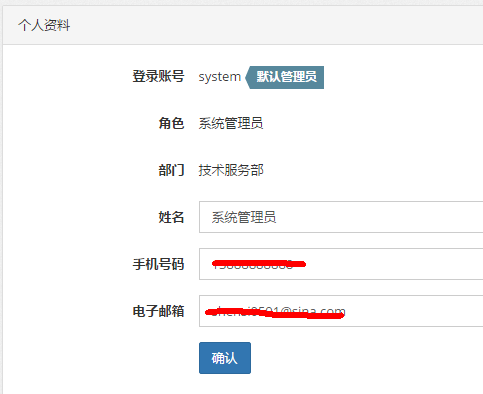 个人资料
登录账号 system 默认管理员
角色 系统管理员
部门 技术服务部
姓名 系统管理员
手机号码
电子邮箱
确认